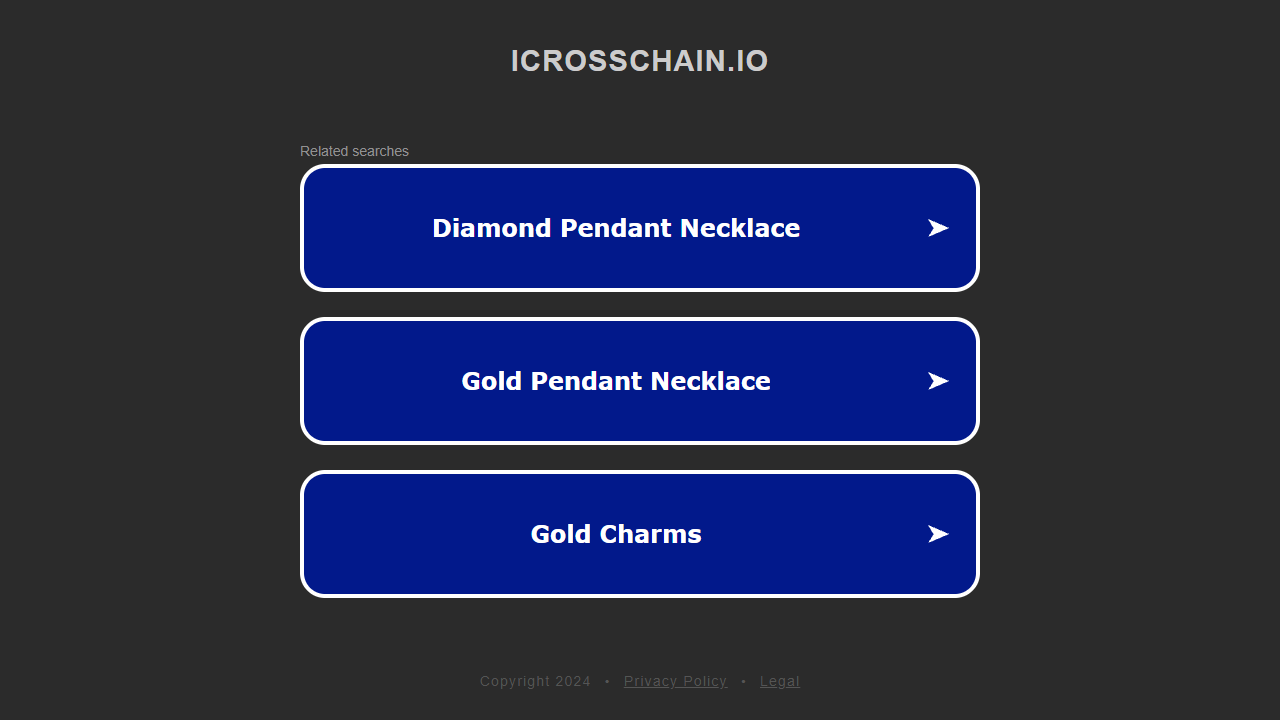 ICROSSCHAIN.IO
Related searches
Diamond Pendant Necklace
Gold Pendant Necklace
Gold Charms
Copyright 2024 • Privacy Policy • Legal